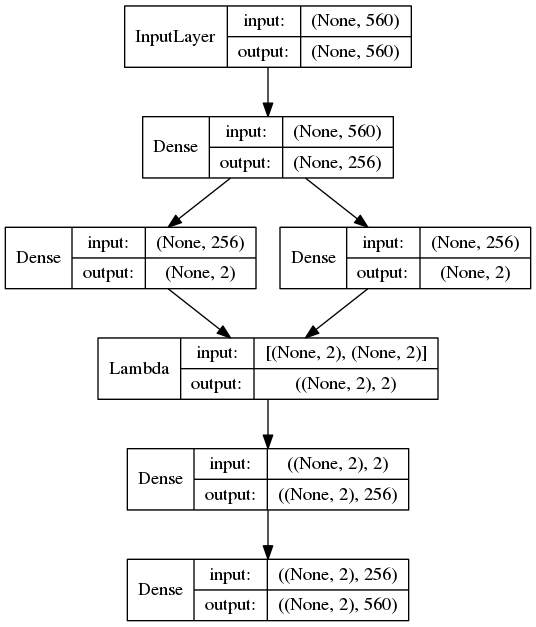 InputLayer
input: (None, 560)
output: (None, 560)
Dense
input: (None, 560)
output: (None, 256)
Dense
input: (None, 256)
output: (None, 2)
Dense
input: (None, 256)
output: (None, 2)
Lambda
input: [(None, 2), (None, 2)]
output: ((None, 2), 2)
Dense
input: ((None, 2), 2)
output: ((None, 2), 256)
Dense
input: ((None, 2), 256)
output: ((None, 2), 560)